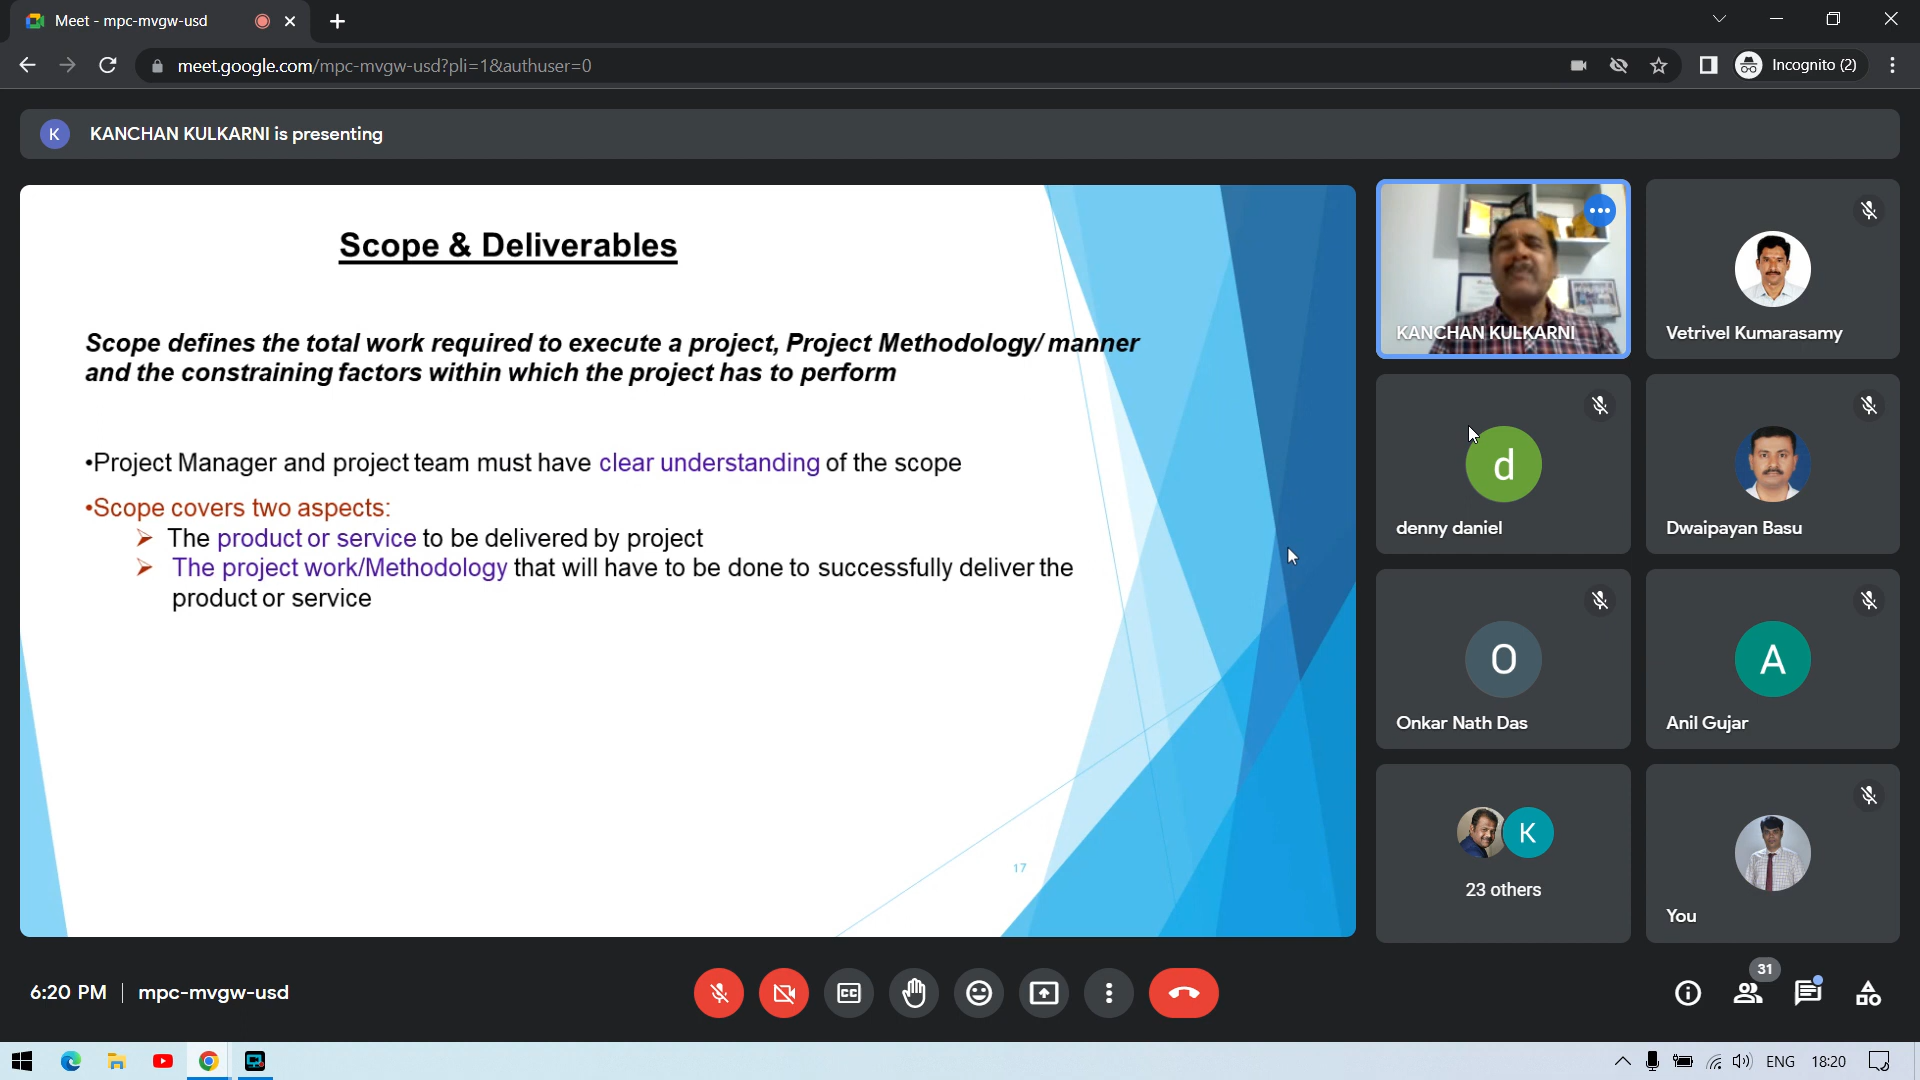 Meet - mpc-mvgw-usd
meet.google.com/mpc-mvgw-usd?pli=1&authuser=0
Incognito (2)
K
KANCHAN KULKARNI is presenting
Scope & Deliverables
Scope defines the total work required to execute a project, Project Methodology/ manner
and the constraining factors within which the project has to perform
•Project Manager and project team must have clear understanding of the scope
•Scope covers two aspects:
➢ The product or service to be delivered by project
➢ The project work/Methodology that will have to be done to successfully deliver the
product or service
17
KANCHAN KULKARNI
Vetrivel Kumarasamy
d
denny daniel
Dwaipayan Basu
O
Onkar Nath Das
A
Anil Gujar
K
23 others
You
6:20 PM | mpc-mvgw-usd
CC
31
ENG
18:20